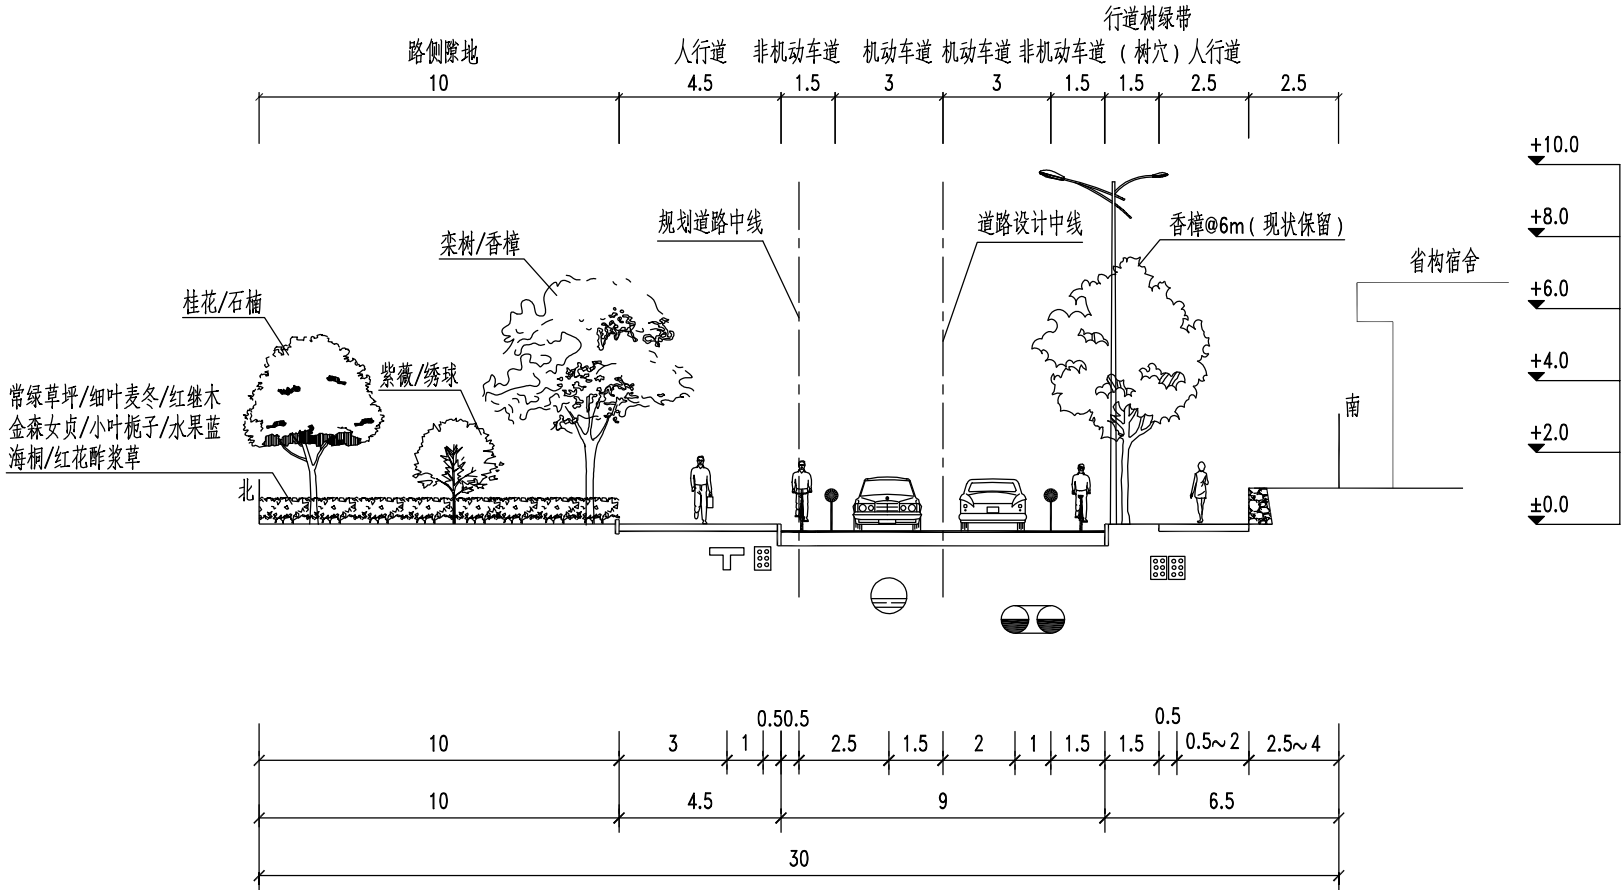 行道树绿带
路侧隙地 人行道 非机动车道 机动车道 机动车道 非机动车道 （树穴）人行道
10 4.5 1.5 3 3 1.5 1.5 2.5 2.5
+10.0
+8.0
规划道路中线 道路设计中线 香樟@6m（现状保留）
栾树/香樟
省构宿舍
+6.0
桂花/石楠
+4.0
紫薇/绣球
常绿草坪/细叶麦冬/红继木
金森女贞/小叶栀子/水果蓝
海桐/红花酢浆草
南
+2.0
北
±0.0
0.5 0.5 0.5
10 3 1 2.5 1.5 2 1 1.5 1.5 0.5~2 2.5~4
10 4.5 9 6.5
30